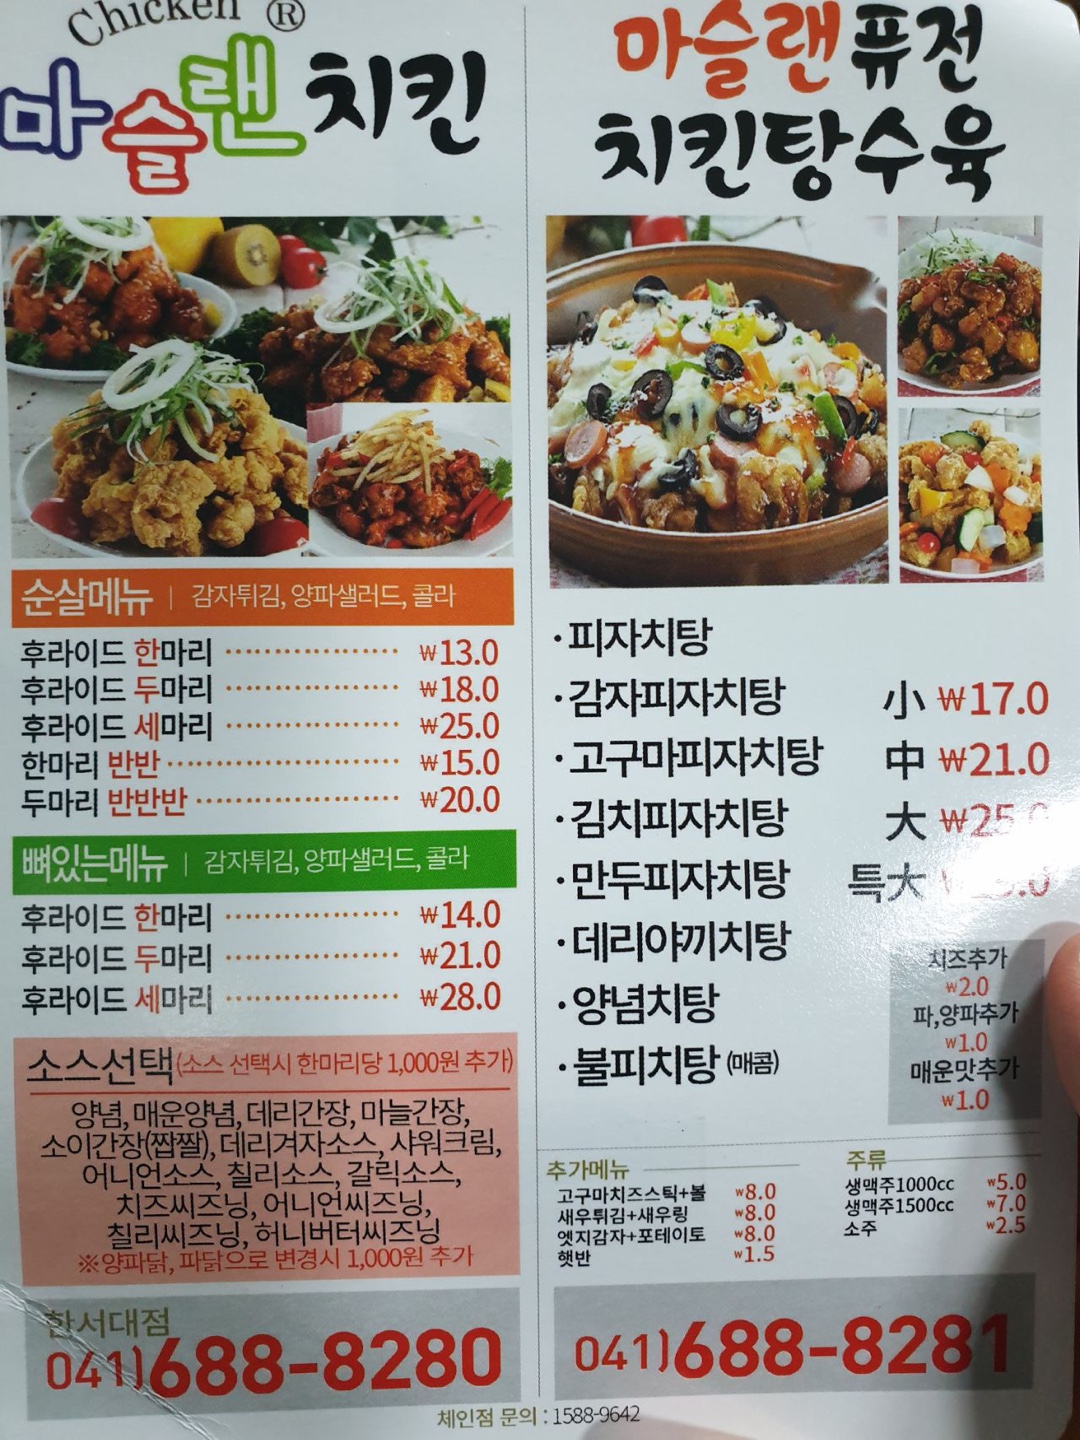 Chicken ®
마슬랜 치킨
순살메뉴 | 감자튀김, 양파샐러드, 콜라
후라이드 한마리 ₩13.0
후라이드 두마리 ₩18.0
후라이드 세마리 ₩25.0
한마리 반반 ₩15.0
두마리 반반반 ₩20.0
뼈있는메뉴 | 감자튀김, 양파샐러드, 콜라
후라이드 한마리 ₩14.0
후라이드 두마리 ₩21.0
후라이드 세마리 ₩28.0
소스선택(소스 선택시 한마리당 1,000원 추가)
양념, 매운양념, 데리간장, 마늘간장,
소이간장(짭짤), 데리겨자소스, 샤워크림,
어니언소스, 칠리소스, 갈릭소스,
치즈씨즈닝, 어니언씨즈닝,
칠리씨즈닝, 허니버터씨즈닝
※양파닭, 파닭으로 변경시 1,000원 추가
한서대점
041)688-8280
마슬랜퓨전
치킨탕수육
·피자치탕
·감자피자치탕 小 ₩17.0
·고구마피자치탕 中 ₩21.0
·김치피자치탕 大 ₩25.0
·만두피자치탕 특大
·데리야끼치탕
·양념치탕
·불피치탕 (매콤)
치즈추가
₩2.0
파,양파추가
₩1.0
매운맛추가
₩1.0
추가메뉴
고구마치즈스틱+볼 ₩8.0
새우튀김+새우링 ₩8.0
엣지감자+포테이토 ₩8.0
햇반 ₩1.5
주류
생맥주1000cc ₩5.0
생맥주1500cc ₩7.0
소주 ₩2.5
041)688-8281
체인점 문의 : 1588-9642